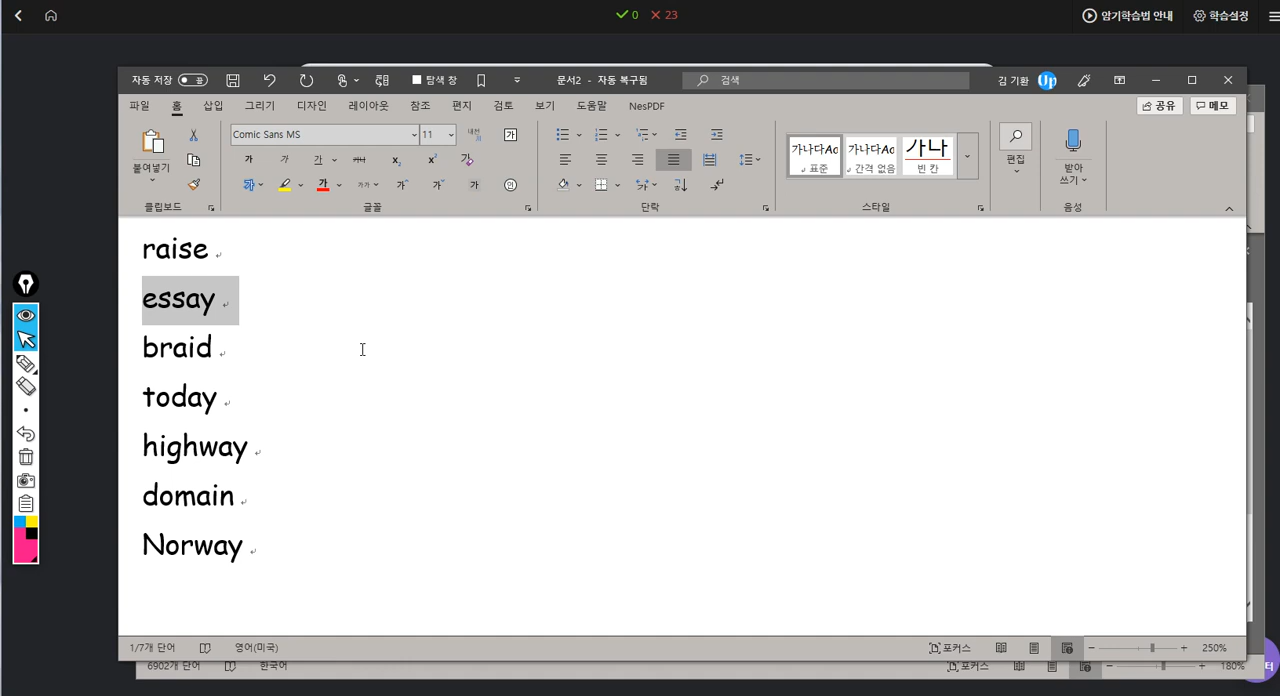 0 23 암기학습법 안내 학습설정
자동 저장 끔 탐색 창 문서2 - 자동 복구됨 검색 김 기환 Up
파일 홈 삽입 그리기 디자인 레이아웃 참조 편지 검토 보기 도움말 NesPDF 공유 메모
붙여넣기 Comic Sans MS 11 가나다Aa 표준 가나다Aa 간격 없음 가나 빈 칸 편집 받아쓰기
클립보드 글꼴 단락 스타일 음성
raise
essay
braid
today
highway
domain
Norway
1/7개 단어 영어(미국) 포커스 250%
6902개 단어 한국어 포커스 180%
터